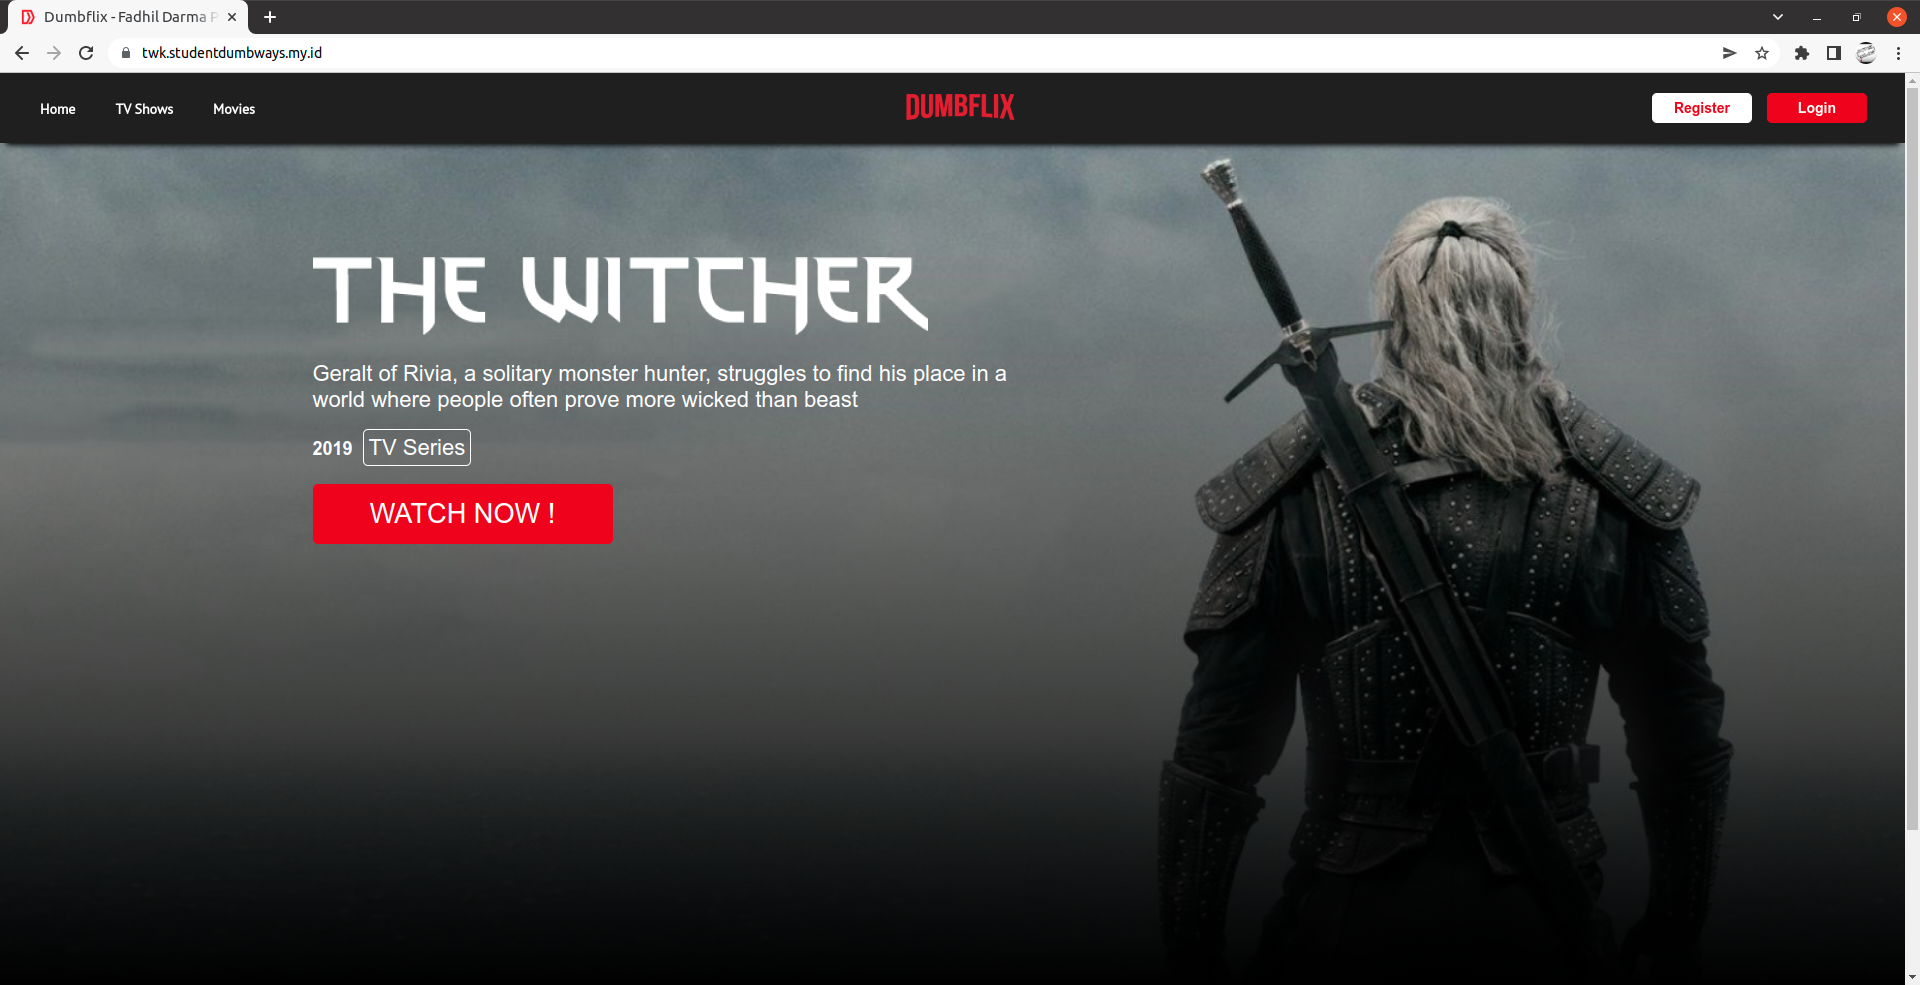 Dumbflix - Fadhil Darma P
twk.studentdumbways.my.id
Home TV Shows Movies DUMBFLIX Register Login
THE WITCHER
Geralt of Rivia, a solitary monster hunter, struggles to find his place in a
world where people often prove more wicked than beast
2019 TV Series
WATCH NOW !